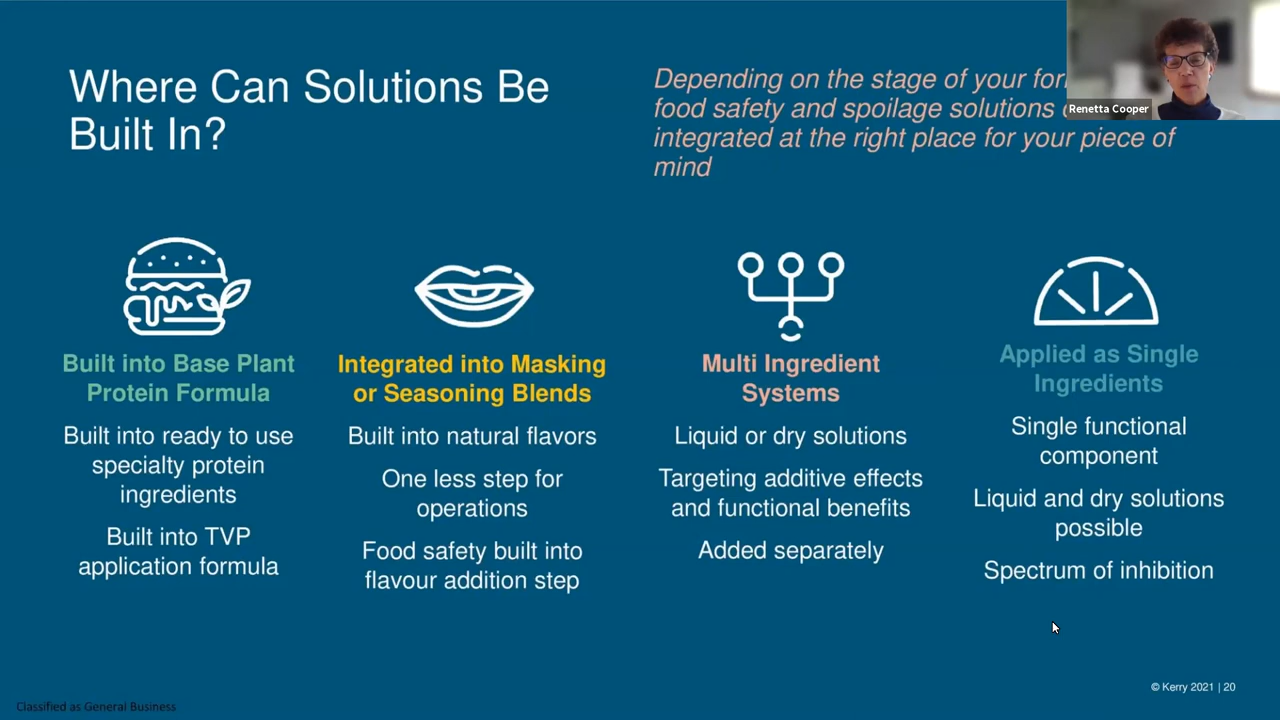 Where Can Solutions Be
Built In?
Depending on the stage of your
food safety and spoilage solutions
integrated at the right place for your piece of
mind
Renetta Cooper
Built into Base Plant
Protein Formula
Built into ready to use
specialty protein
ingredients
Built into TVP
application formula
Integrated into Masking
or Seasoning Blends
Built into natural flavors
One less step for
operations
Food safety built into
flavour addition step
Multi Ingredient
Systems
Liquid or dry solutions
Targeting additive effects
and functional benefits
Added separately
Applied as Single
Ingredients
Single functional
component
Liquid and dry solutions
possible
Spectrum of inhibition
© Kerry 2021 | 20
Classified as General Business